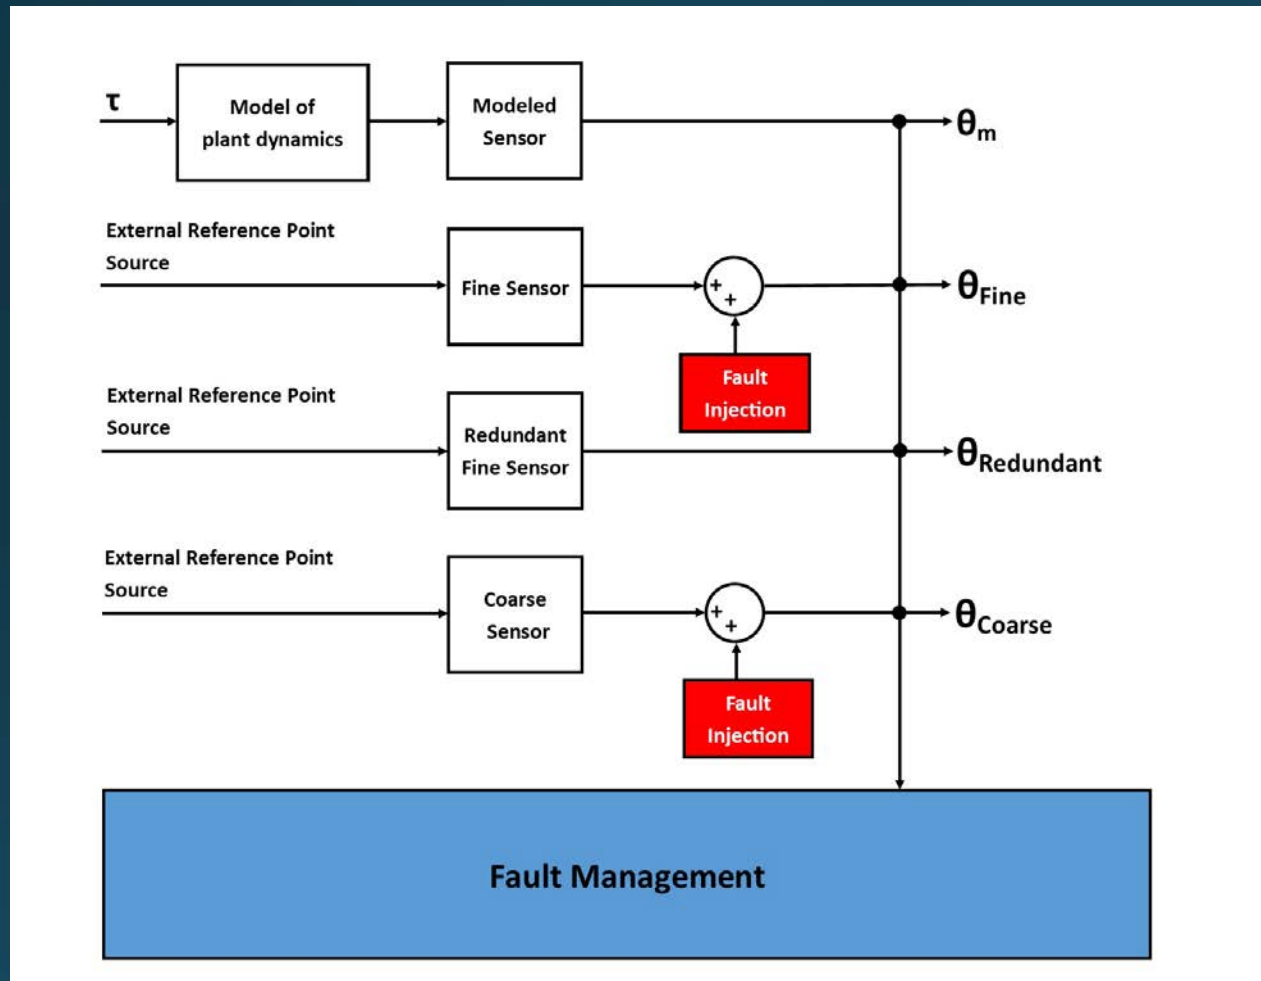 τ
Model of
plant dynamics
Modeled
Sensor
θm
External Reference Point
Source
Fine Sensor
+
+
θFine
Fault
Injection
External Reference Point
Source
Redundant
Fine Sensor
θRedundant
External Reference Point
Source
Coarse
Sensor
+
+
θCoarse
Fault
Injection
Fault Management